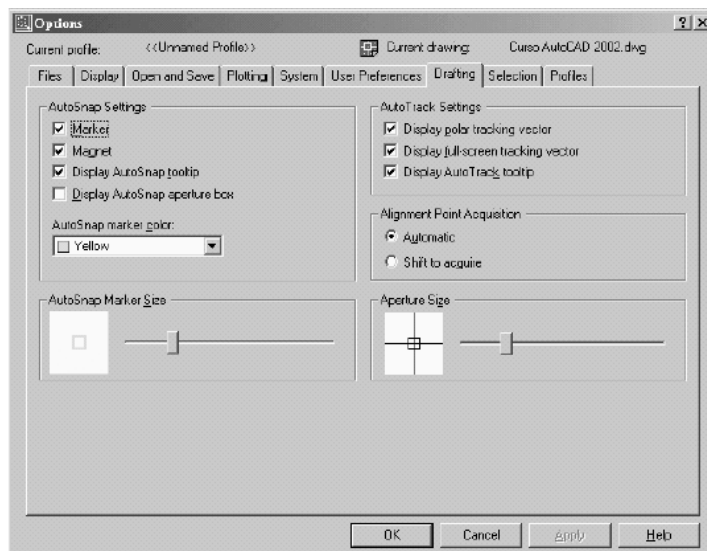 Options
Current profile: <<Unnamed Profile>> Current drawing: Curso AutoCAD 2002.dwg
Files Display Open and Save Plotting System User Preferences Drafting Selection Profiles
AutoSnap Settings
Marker
Magnet
Display AutoSnap tooltip
Display AutoSnap aperture box
AutoSnap marker color:
Yellow
AutoTrack Settings
Display polar tracking vector
Display full-screen tracking vector
Display AutoTrack tooltip
Alignment Point Acquisition
Automatic
Shift to acquire
AutoSnap Marker Size
Aperture Size
OK Cancel Apply Help